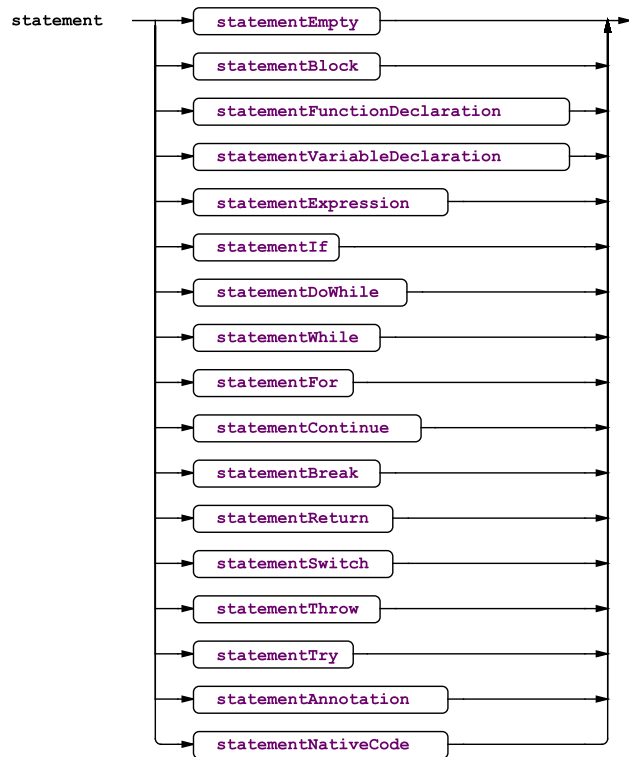 statement statementEmpty
statementBlock
statementFunctionDeclaration
statementVariableDeclaration
statementExpression
statementIf
statementDoWhile
statementWhile
statementFor
statementContinue
statementBreak
statementReturn
statementSwitch
statementThrow
statementTry
statementAnnotation
statementNativeCode